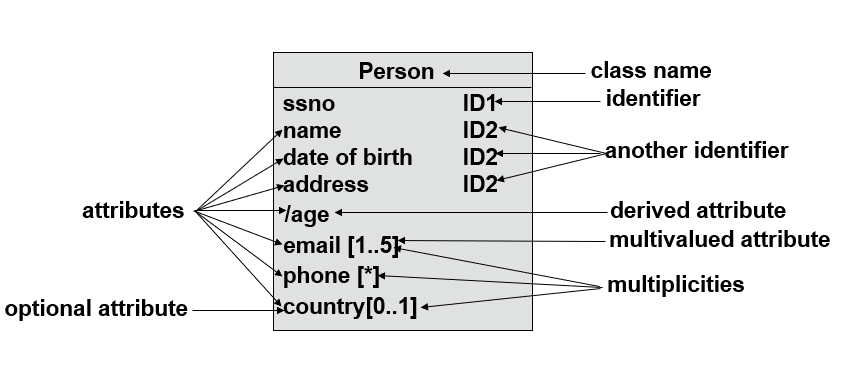 Person
class name
ssno ID1
identifier
name ID2
date of birth ID2
another identifier
address ID2
attributes
/age
derived attribute
email [1..5]
multivalued attribute
phone [*]
multiplicities
optional attribute
country[0..1]